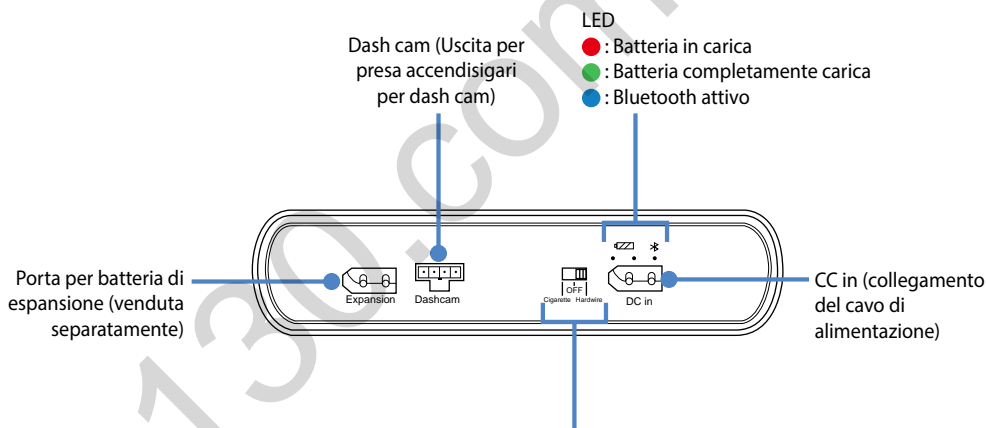 LED
: Batteria in carica
: Batteria completamente carica
: Bluetooth attivo
Dash cam (Uscita per
presa accendisigari
per dash cam)
Porta per batteria di
espansione (venduta
separatamente)
Expansion
Dashcam
OFF
Cigarette Hardwire
DC in
CC in (collegamento
del cavo di
alimentazione)
130.com